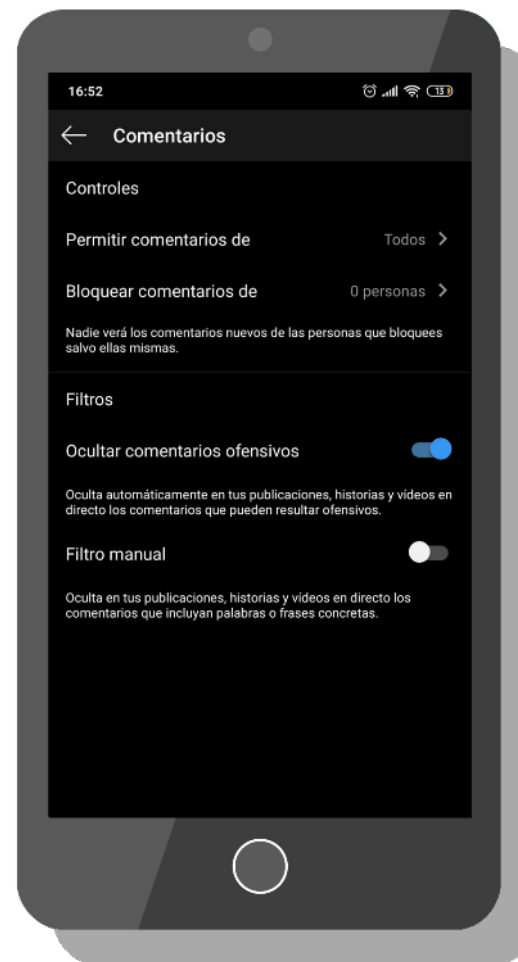 16:52 13
Comentarios
Controles
Permitir comentarios de Todos
Bloquear comentarios de 0 personas
Nadie verá los comentarios nuevos de las personas que bloquees
salvo ellas mismas.
Filtros
Ocultar comentarios ofensivos
Oculta automáticamente en tus publicaciones, historias y vídeos en
directo los comentarios que pueden resultar ofensivos.
Filtro manual
Oculta en tus publicaciones, historias y vídeos en directo los
comentarios que incluyan palabras o frases concretas.